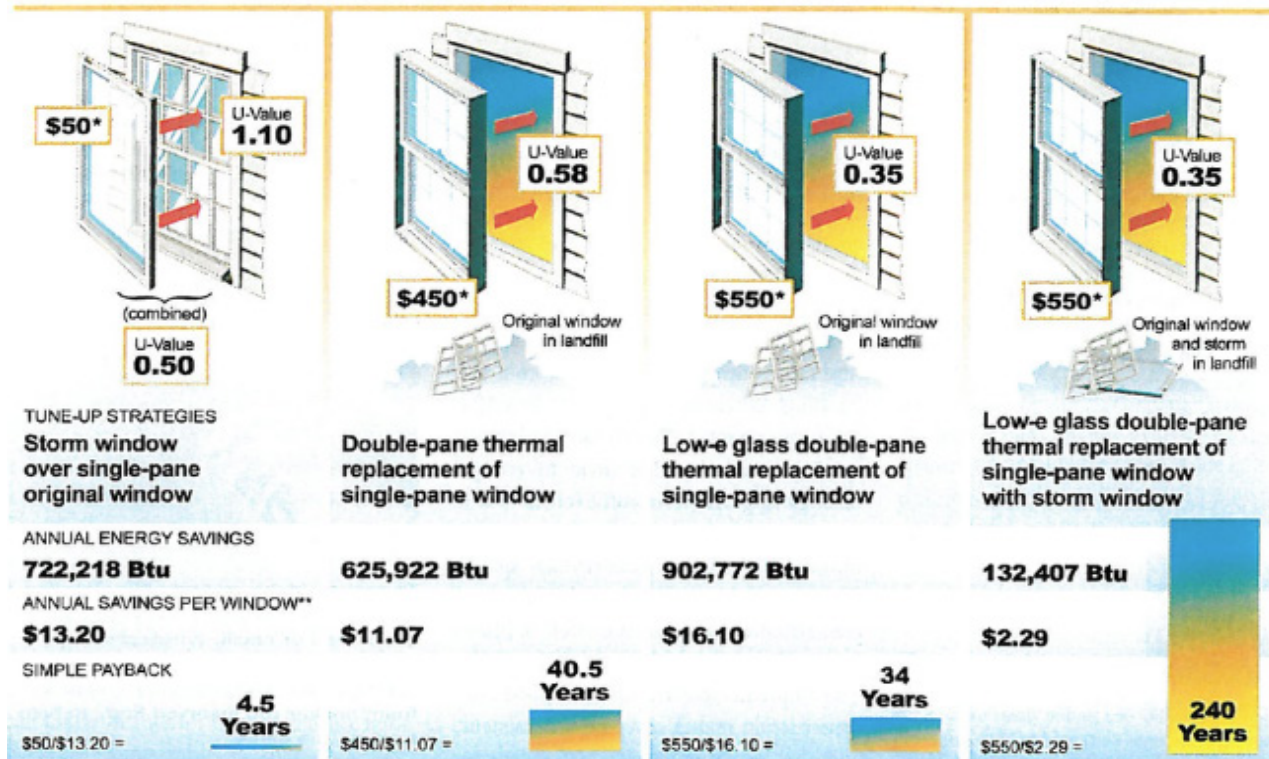 $50*
U-Value
1.10
(combined)
U-Value
0.50
U-Value
0.58
$450*
Original window
in landfill
U-Value
0.35
$550*
Original window
in landfill
U-Value
0.35
$550*
Original window
and storm
in landfill
TUNE-UP STRATEGIES
Storm window
over single-pane
original window
Double-pane thermal
replacement of
single-pane window
Low-e glass double-pane
thermal replacement of
single-pane window
Low-e glass double-pane
thermal replacement of
single-pane window
with storm window
ANNUAL ENERGY SAVINGS
722,218 Btu
625,922 Btu
902,772 Btu
132,407 Btu
ANNUAL SAVINGS PER WINDOW**
$13.20
$11.07
$16.10
$2.29
SIMPLE PAYBACK
4.5
Years
$50/$13.20 =
40.5
Years
$450/$11.07 =
34
Years
$550/$16.10 =
240
Years
$550/$2.29 =